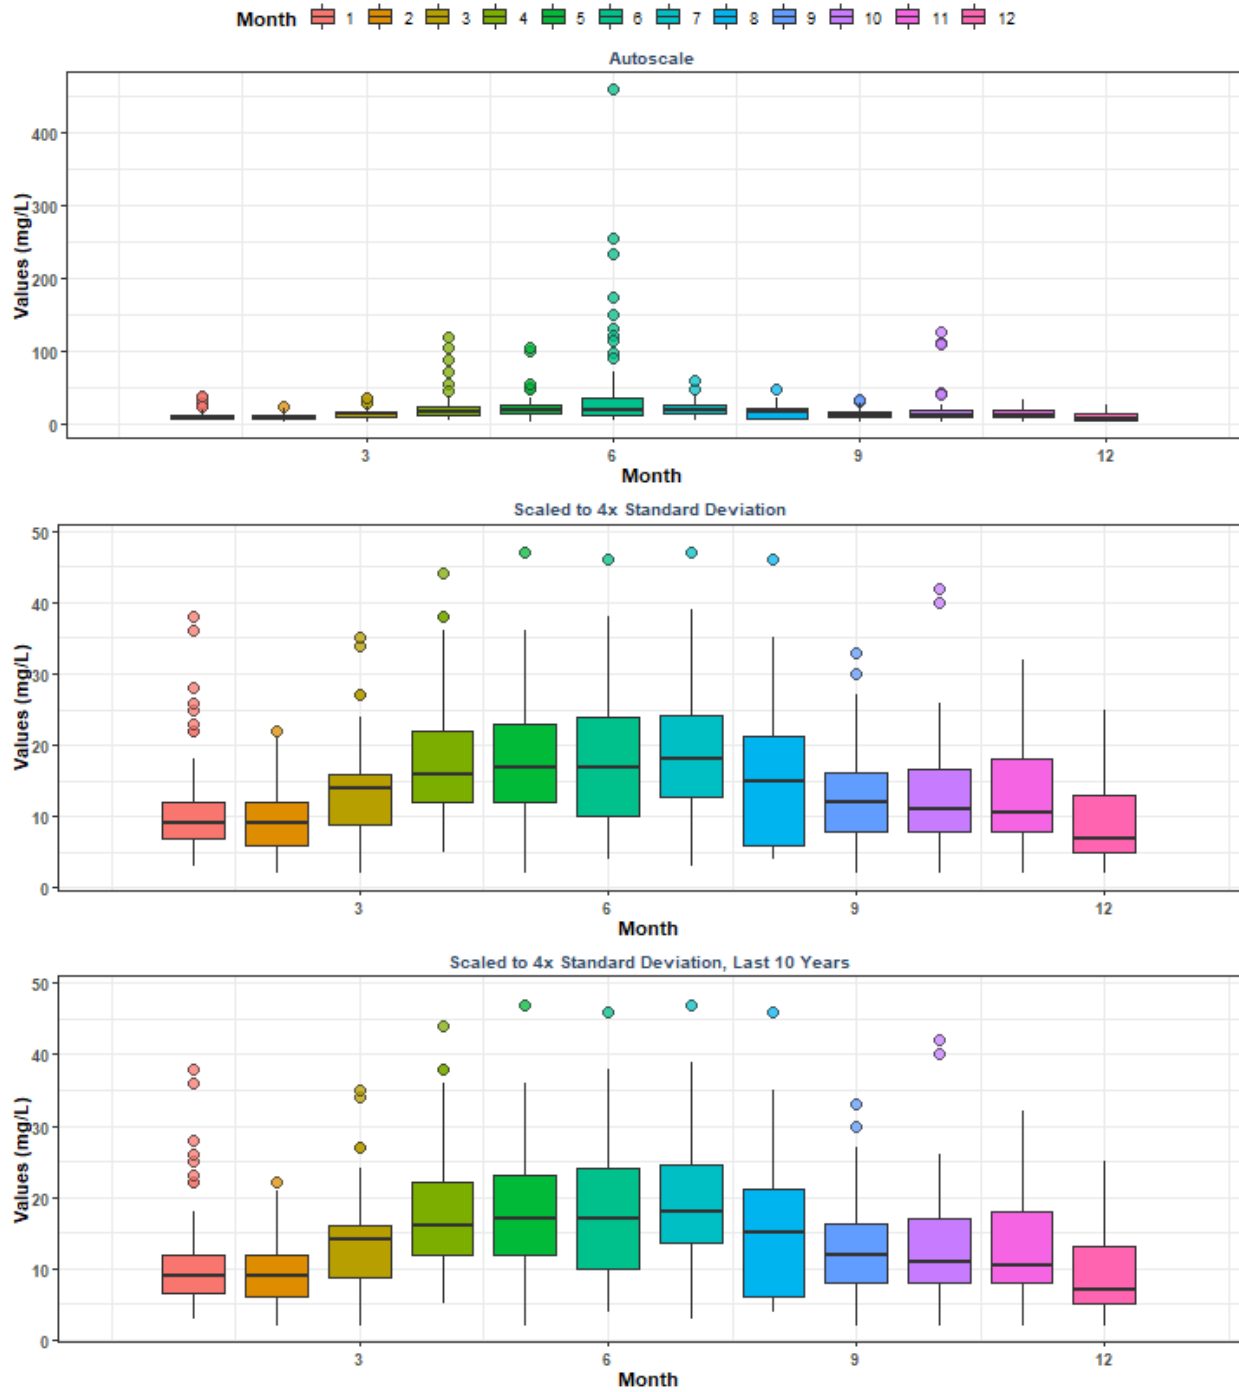 Month 1 2 3 4 5 6 7 8 9 10 11 12
Autoscale
Values (mg/L)
400
300
200
100
0
3 6 9 12
Month
Scaled to 4x Standard Deviation
Values (mg/L)
50
40
30
20
10
0
3 6 9 12
Month
Scaled to 4x Standard Deviation, Last 10 Years
Values (mg/L)
50
40
30
20
10
0
3 6 9 12
Month